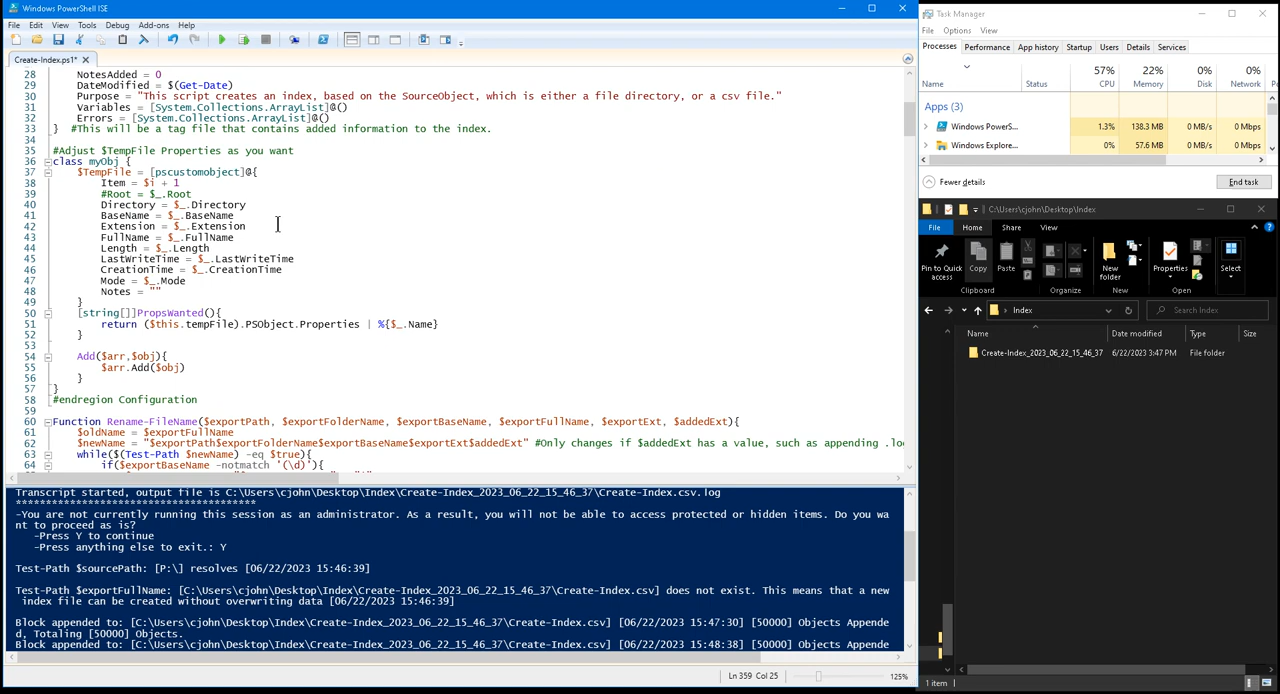 Windows PowerShell ISE
File Edit View Tools Debug Add-ons Help
Create-Index.ps1* X
28 NotesAdded = 0
29 DateModified = $(Get-Date)
30 Purpose = "This script creates an index, based on the SourceObject, which is either a file directory, or a csv file."
31 Variables = [System.Collections.ArrayList]@()
32 Errors = [System.Collections.ArrayList]@()
33 } #This will be a tag file that contains added information to the index.
34
35 #Adjust $TempFile Properties as you want
36 class myObj {
37 $TempFile = [pscustomobject]@{
38 Item = $i + 1
39 #Root = $_.Root
40 Directory = $_.Directory
41 BaseName = $_.BaseName
42 Extension = $_.Extension
43 FullName = $_.FullName
44 Length = $_.Length
45 LastWriteTime = $_.LastWriteTime
46 CreationTime = $_.CreationTime
47 Mode = $_.Mode
48 Notes = ""
49 }
50 [string[]]PropsWanted(){
51 return ($this.tempFile).PSObject.Properties | %{$_.Name}
52 }
53
54 Add($arr,$obj){
55 $arr.Add($obj)
56 }
57 }
58 #endregion Configuration
59
60 Function Rename-FileName($exportPath, $exportFolderName, $exportBaseName, $exportFullName, $exportExt, $addedExt){
61 $oldName = $exportFullName
62 $newName = "$exportPath$exportFolderName$exportBaseName$exportExt$addedExt" #Only changes if $addedExt has a value, such as appending .lo
63 while($(Test-Path $newName) -eq $true){
64 if($exportBaseName -notmatch '(\d)'){
Transcript started, output file is C:\Users\cjohn\Desktop\Index\Create-Index_2023_06_22_15_46_37\Create-Index.csv.log
**************************************
-You are not currently running this session as an administrator. As a result, you will not be able to access protected or hidden items. Do you wa
nt to proceed as is?
-Press Y to continue
-Press anything else to exit.: Y
Test-Path $sourcePath: [P:\] resolves [06/22/2023 15:46:39]
Test-Path $exportFullName: [C:\Users\cjohn\Desktop\Index\Create-Index_2023_06_22_15_46_37\Create-Index.csv] does not exist. This means that a new
index file can be created without overwriting data [06/22/2023 15:46:39]
Block appended to: [C:\Users\cjohn\Desktop\Index\Create-Index_2023_06_22_15_46_37\Create-Index.csv] [06/22/2023 15:47:30] [50000] Objects Appende
d, Totaling [50000] Objects.
Block appended to: [C:\Users\cjohn\Desktop\Index\Create-Index_2023_06_22_15_46_37\Create-Index.csv] [06/22/2023 15:48:38] [50000] Objects Appende
Ln 359 Col 25 125%
Task Manager
File Options View
Processes Performance App history Startup Users Details Services
57% 22% 0% 0%
Name Status CPU Memory Disk Network
Apps (3)
Windows PowerS... 1.3% 138.3 MB 0 MB/s 0 Mbps
Windows Explore... 57.6 MB 0 MB/s 0 Mbps
Fewer details End task
C:\Users\cjohn\Desktop\Index
File Home Share View
Pin to Quick access Copy Paste New folder Properties Select
Clipboard Organize New Open
Index Search Index
Name Date modified Type Size
Create-Index_2023_06_22_15_46_37 6/22/2023 3:47 PM File folder
1 item